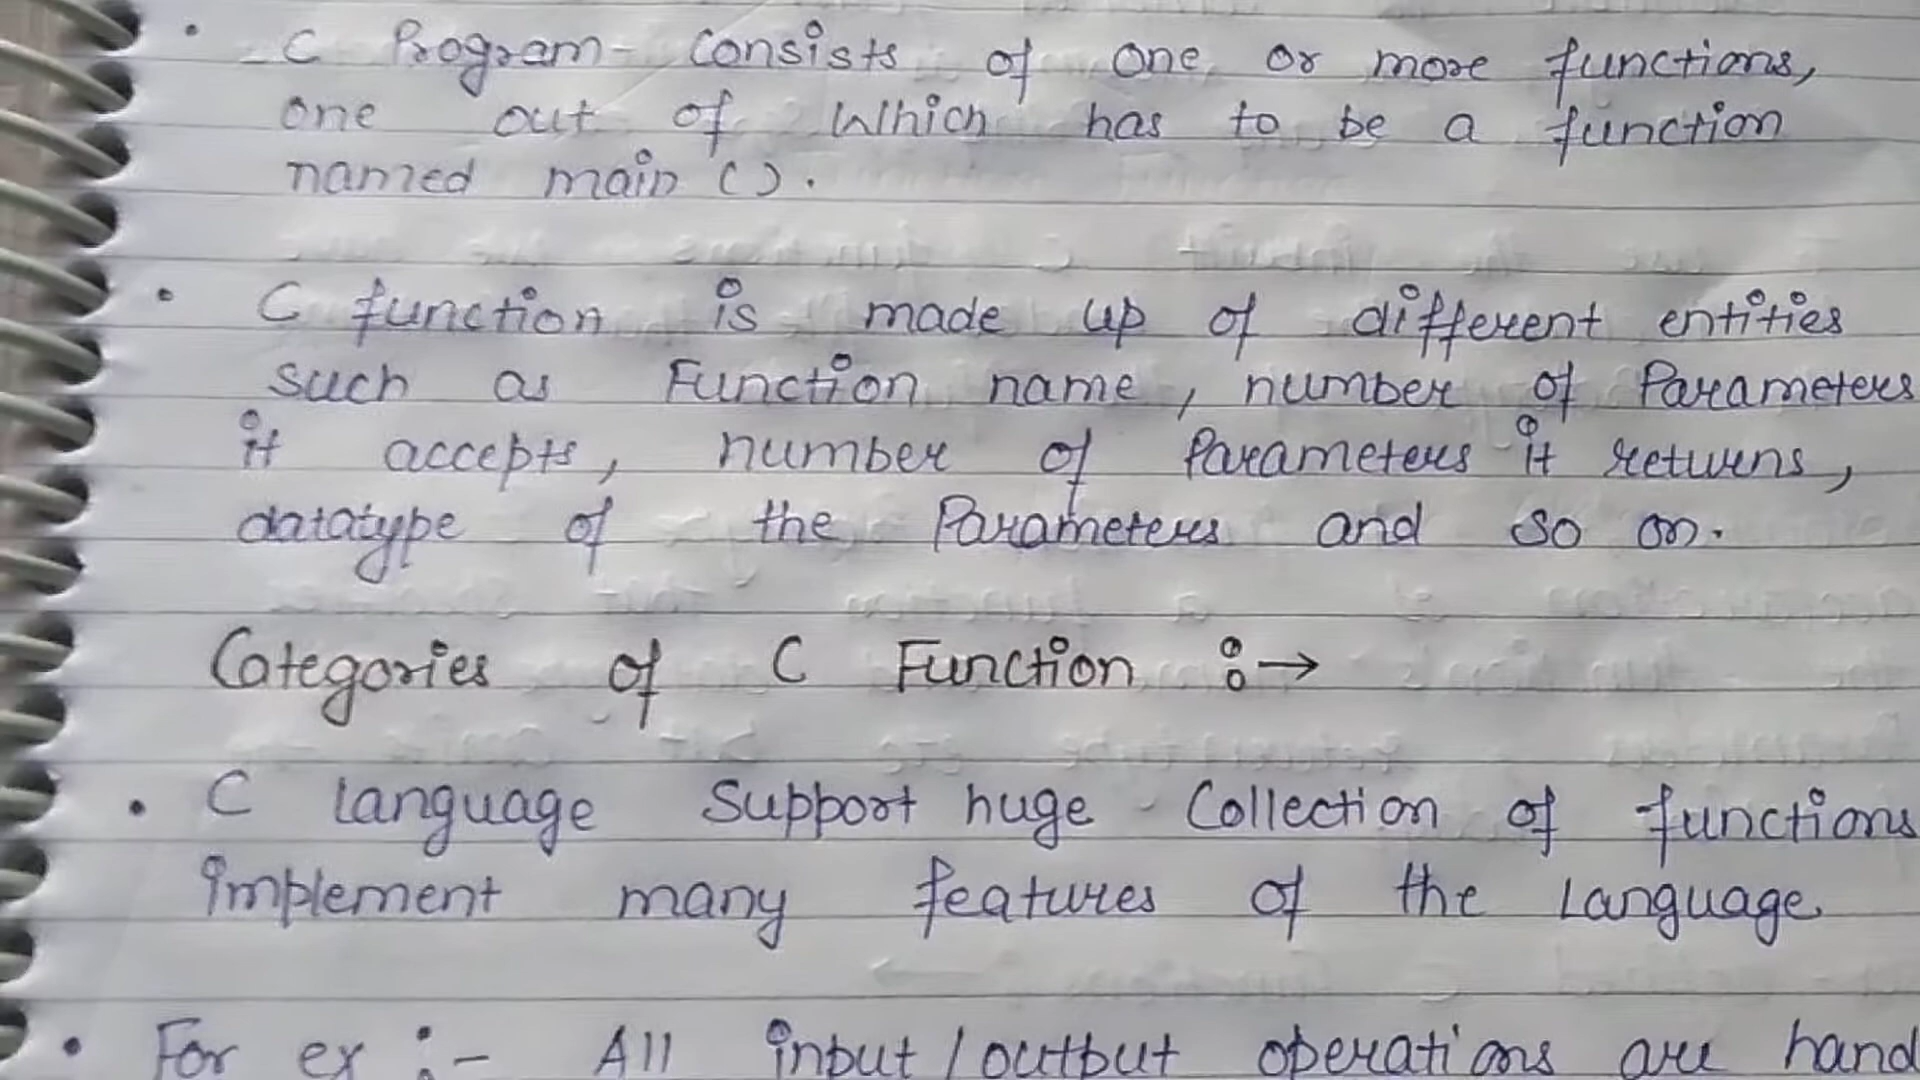 • C Program- Consists of one or more functions,
one out of Which has to be a function
named main ( ).
• C function is made up of different entities
such as Function name, number of Parameters
it accepts, number of Parameters it returns,
datatype of the Parameters and so on.
Categories of C Function :→
• C language Support huge Collection of functions
implement many features of the Language
• For ex :- All input / output operations are hand